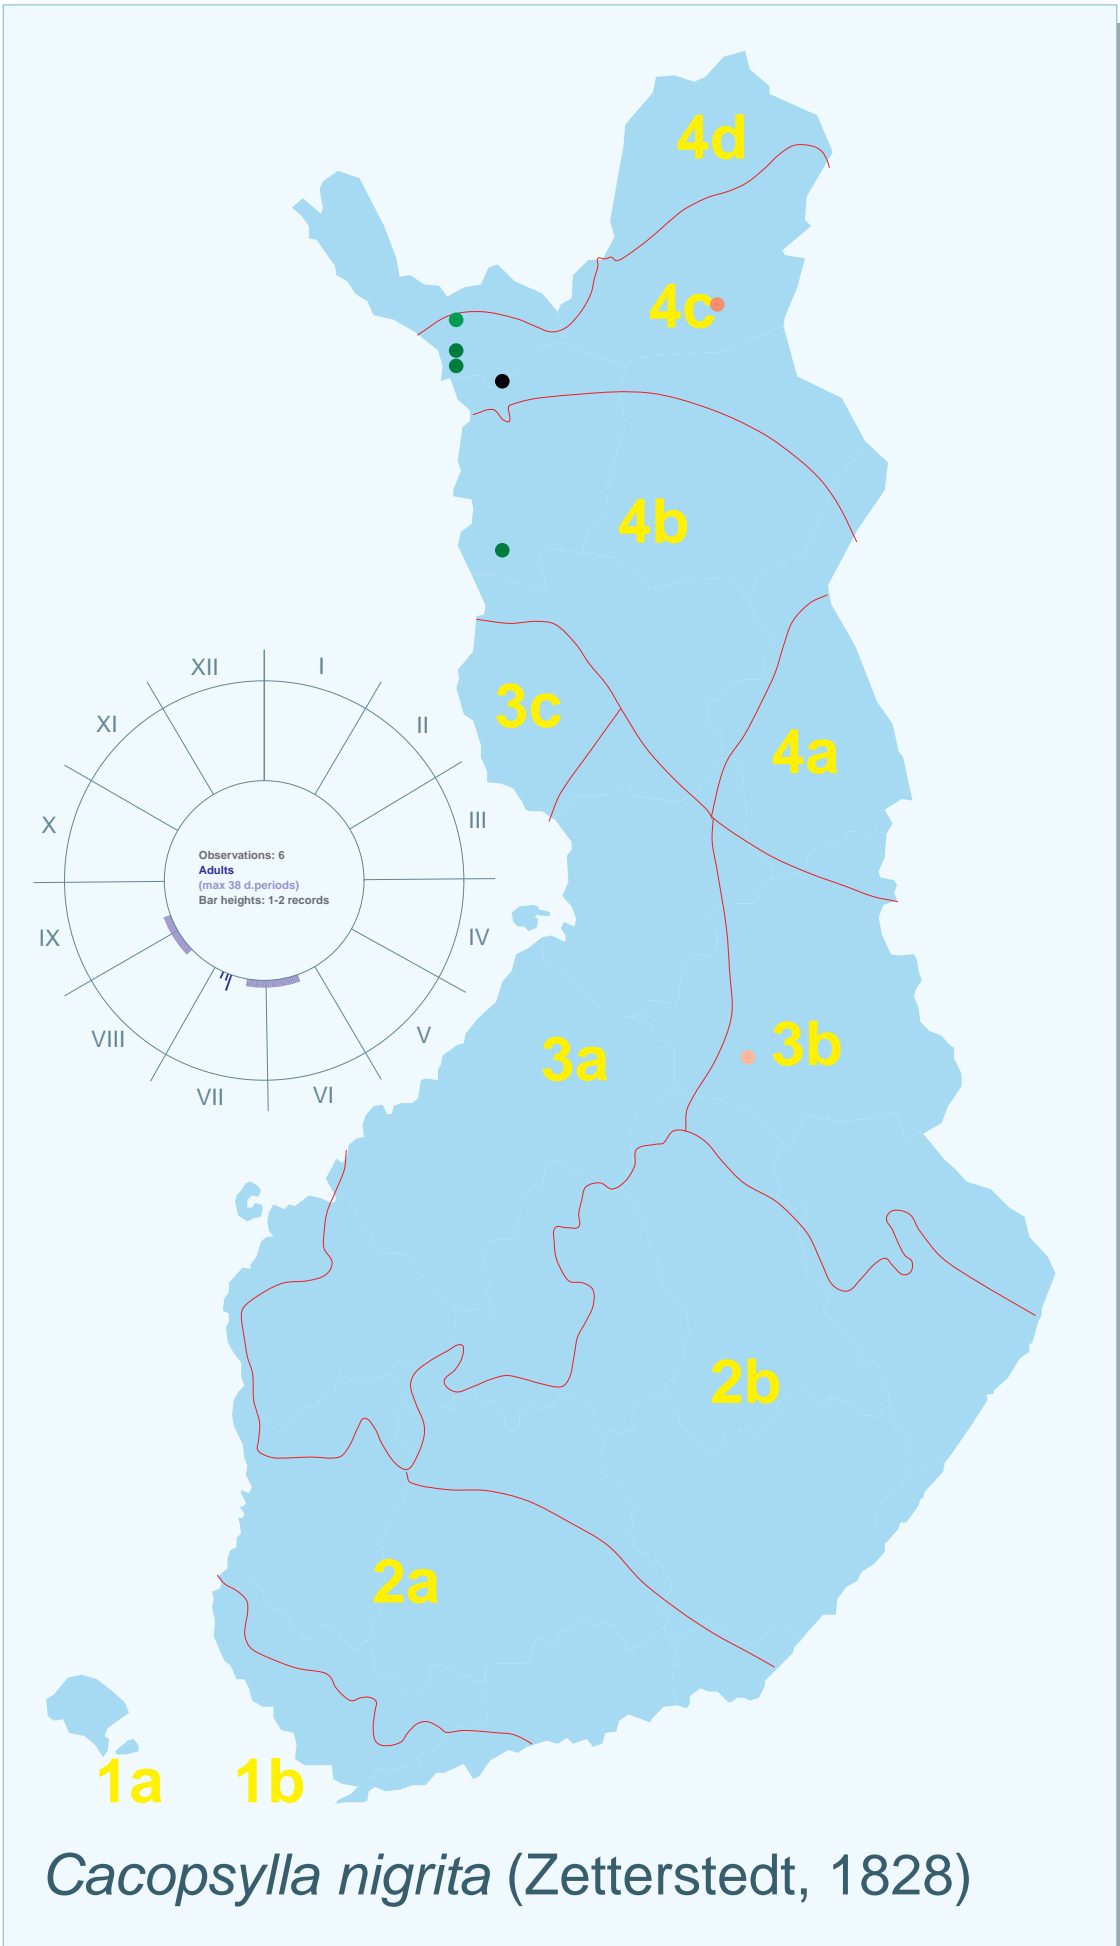 4d
4c
4b
3c
4a
XII
I
XI
II
X
III
Observations: 6
Adults
(max 38 d.periods)
Bar heights: 1-2 records
IX
IV
VIII
V
VII
VI
3a
3b
2b
2a
1a
1b
Cacopsylla nigrita (Zetterstedt, 1828)